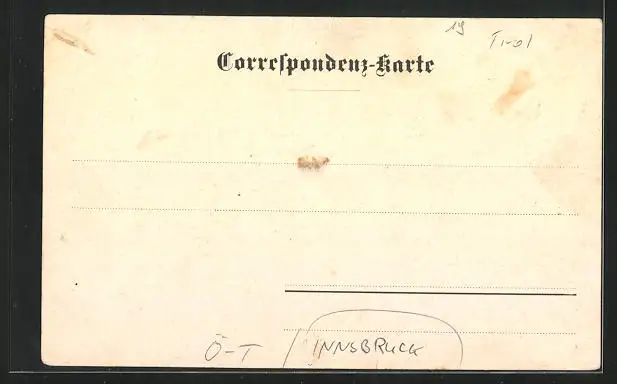 19
Tirol
Correspondenz-Karte
Ö-T / INNSBRUCK